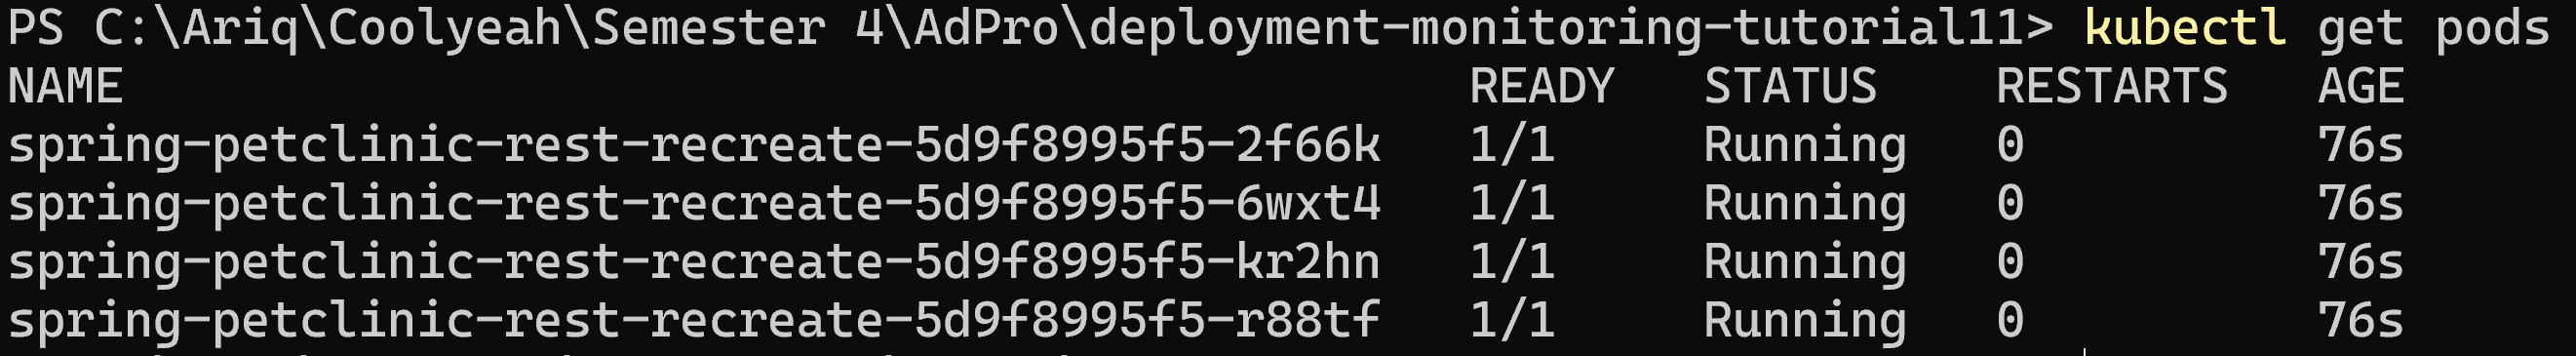 PS C:\Ariq\Coolyeah\Semester 4\AdPro\deployment-monitoring-tutorial11> kubectl get pods
NAME READY STATUS RESTARTS AGE
spring-petclinic-rest-recreate-5d9f8995f5-2f66k 1/1 Running 0 76s
spring-petclinic-rest-recreate-5d9f8995f5-6wxt4 1/1 Running 0 76s
spring-petclinic-rest-recreate-5d9f8995f5-kr2hn 1/1 Running 0 76s
spring-petclinic-rest-recreate-5d9f8995f5-r88tf 1/1 Running 0 76s